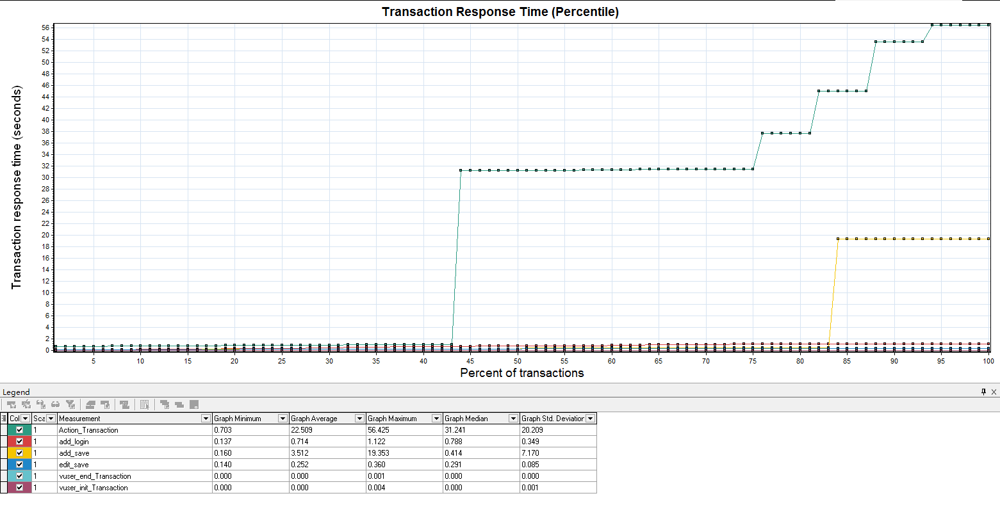 Transaction Response Time (Percentile)
Transaction response time (seconds)
56
54
52
50
48
46
44
42
40
38
36
34
32
30
28
26
24
22
20
18
16
14
12
10
8
6
4
2
0
5 10 15 20 25 30 35 40 45 50 55 60 65 70 75 80 85 90 95 100
Percent of transactions
Legend
Col Sca Measurement Graph Minimum Graph Average Graph Maximum Graph Median Graph Std. Deviation
1 Action_Transaction 0.703 22.509 56.425 31.241 20.209
1 add_login 0.137 0.714 1.122 0.788 0.349
1 add_save 0.160 3.512 19.353 0.414 7.170
1 edit_save 0.140 0.252 0.360 0.291 0.085
1 vuser_end_Transaction 0.000 0.000 0.001 0.000 0.000
1 vuser_init_Transaction 0.000 0.000 0.004 0.000 0.001